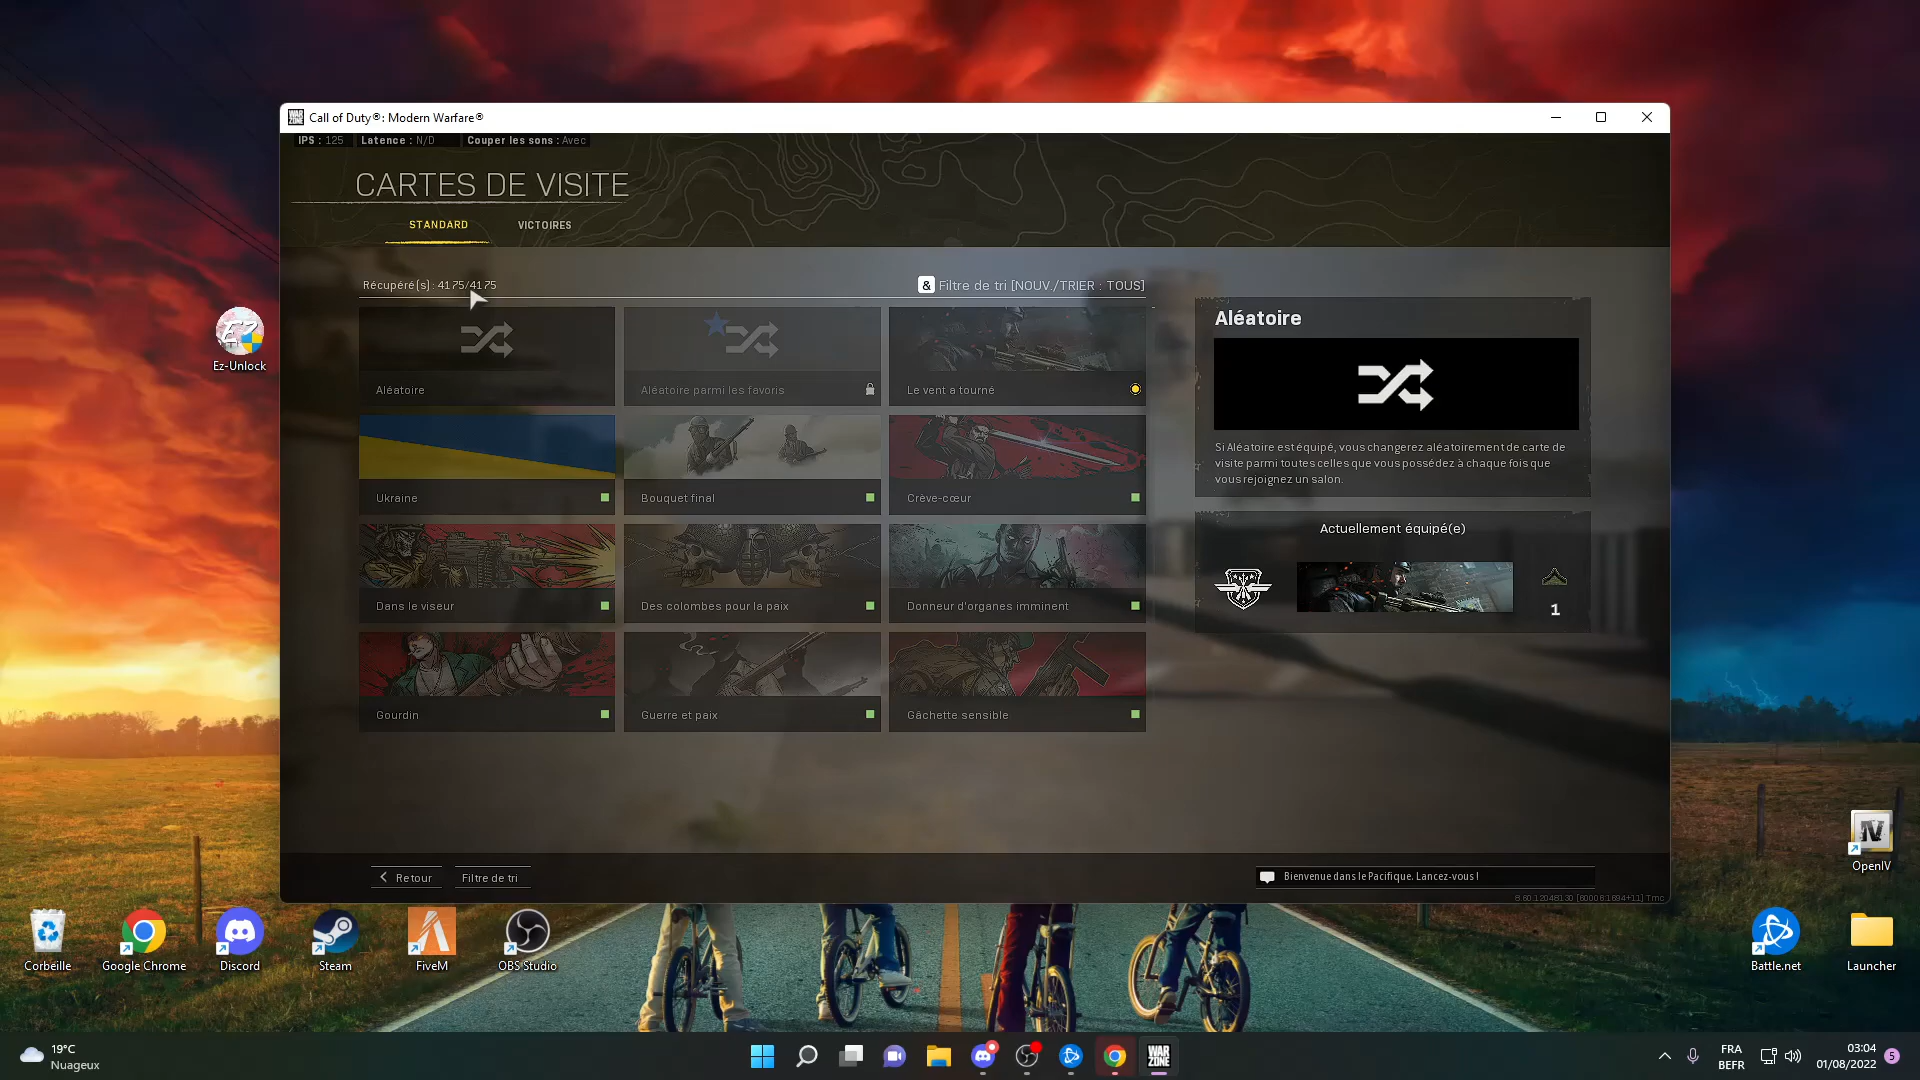 Call of Duty®: Modern Warfare®
IPS : 125 Latence : N/D Couper les sons : Avec
CARTES DE VISITE
STANDARD VICTOIRES
Récupéré(s) : 4175/4175
& Filtre de tri [NOUV./TRIER : TOUS]
Aléatoire
Aléatoire parmi les favoris
Le vent a tourné
Ukraine
Bouquet final
Crève-cœur
Dans le viseur
Des colombes pour la paix
Donneur d'organes imminent
Gourdin
Guerre et paix
Gâchette sensible
Aléatoire
Si Aléatoire est équipé, vous changerez aléatoirement de carte de
visite parmi toutes celles que vous possédez à chaque fois que
vous rejoignez un salon.
Actuellement équipé(e)
1
Retour
Filtre de tri
Bienvenue dans le Pacifique. Lancez-vous !
EZ
Ez-Unlock
IV
OpenIV
Corbeille
Google Chrome
Discord
Steam
FiveM
OBS Studio
Battle.net
Launcher
19°C
Nuageux
WAR
ZONE
FRA
BEFR
03:04
01/08/2022
5